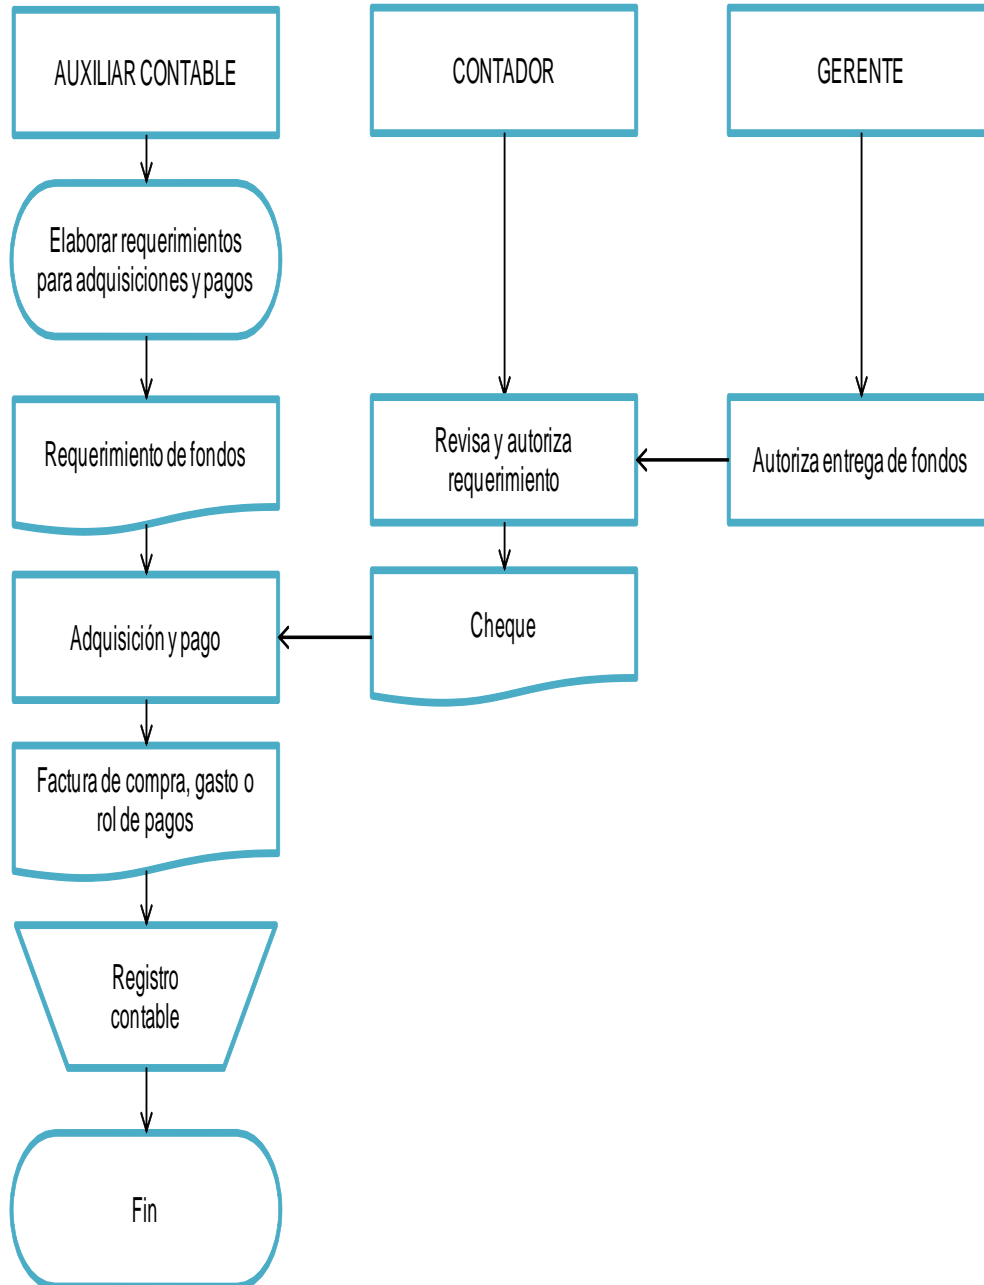 AUXILIAR CONTABLE
CONTADOR
GERENTE
Elaborar requerimientos
para adquisiciones y pagos
Requerimiento de fondos
Revisa y autoriza
requerimiento
Autoriza entrega de fondos
Adquisición y pago
Cheque
Factura de compra, gasto o
rol de pagos
Registro
contable
Fin